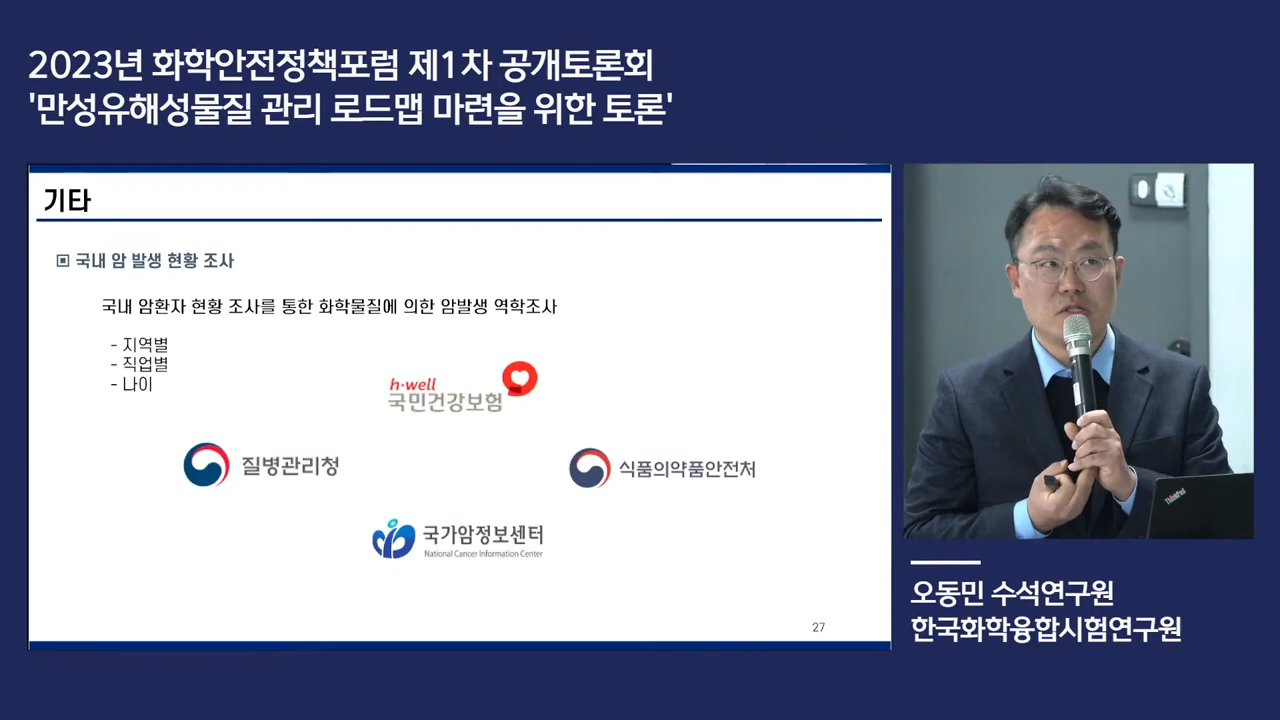 2023년 화학안전정책포럼 제1차 공개토론회
'만성유해성물질 관리 로드맵 마련을 위한 토론'
기타
▣ 국내 암 발생 현황 조사
국내 암환자 현황 조사를 통한 화학물질에 의한 암발생 역학조사
- 지역별
- 직업별
- 나이
h·well
국민건강보험
질병관리청
식품의약품안전처
국가암정보센터
National Cancer Information Center
27
ThinkPad
오동민 수석연구원
한국화학융합시험연구원